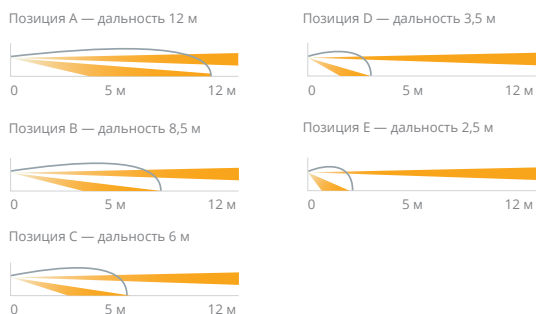 Позиция A — дальность 12 м
0 5 м 12 м
Позиция B — дальность 8,5 м
0 5 м 12 м
Позиция C — дальность 6 м
0 5 м 12 м
Позиция D — дальность 3,5 м
0 5 м 12 м
Позиция E — дальность 2,5 м
0 5 м 12 м